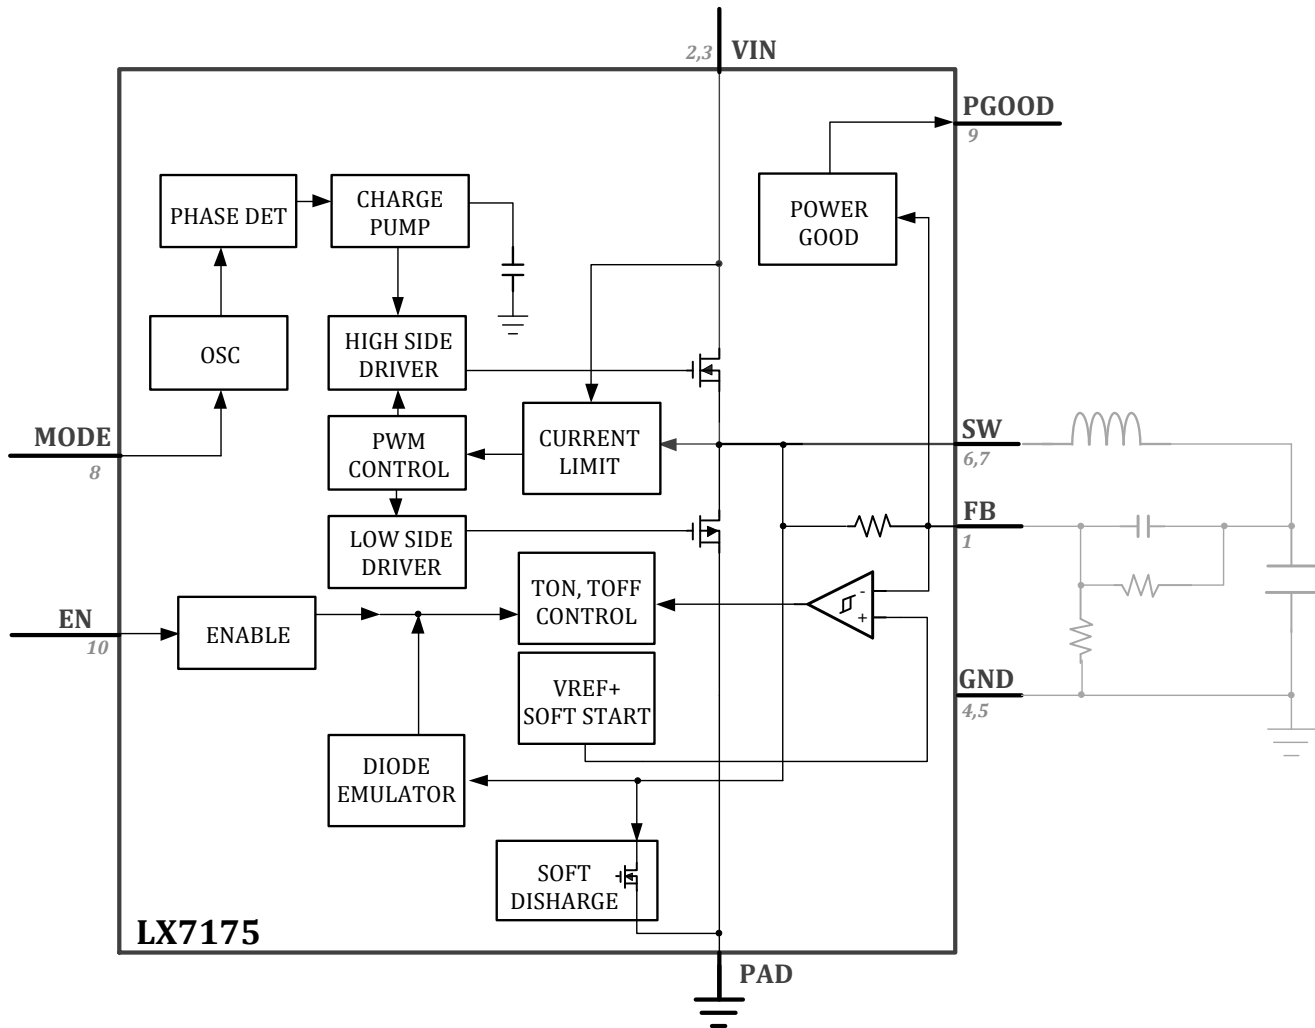 2,3
VIN
PGOOD
9
PHASE DET
CHARGE
PUMP
POWER
GOOD
OSC
HIGH SIDE
DRIVER
MODE
8
PWM
CONTROL
CURRENT
LIMIT
SW
6,7
LOW SIDE
DRIVER
FB
1
TON, TOFF
CONTROL
-
+
EN
10
ENABLE
VREF+
SOFT START
GND
4,5
DIODE
EMULATOR
SOFT
DISHARGE
LX7175
PAD